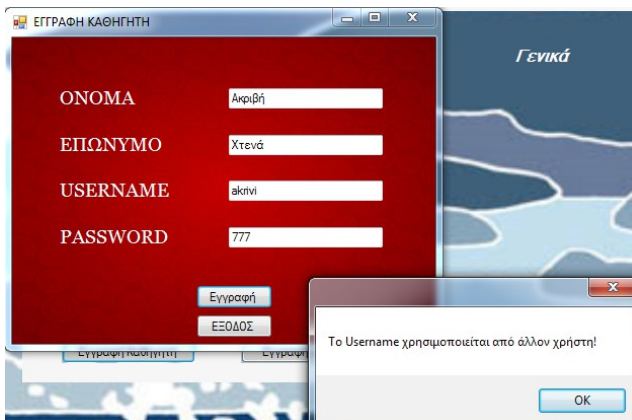 ΕΓΓΡΑΦΗ ΚΑΘΗΓΗΤΗ
Γενικά
ΟΝΟΜΑ
Ακριβή
ΕΠΩΝΥΜΟ
Χτενά
USERNAME
akrivi
PASSWORD
777
Εγγραφή
ΕΞΟΔΟΣ
Το Username χρησιμοποιείται από άλλον χρήστη!
OK
Εγγραφή Καθηγητή